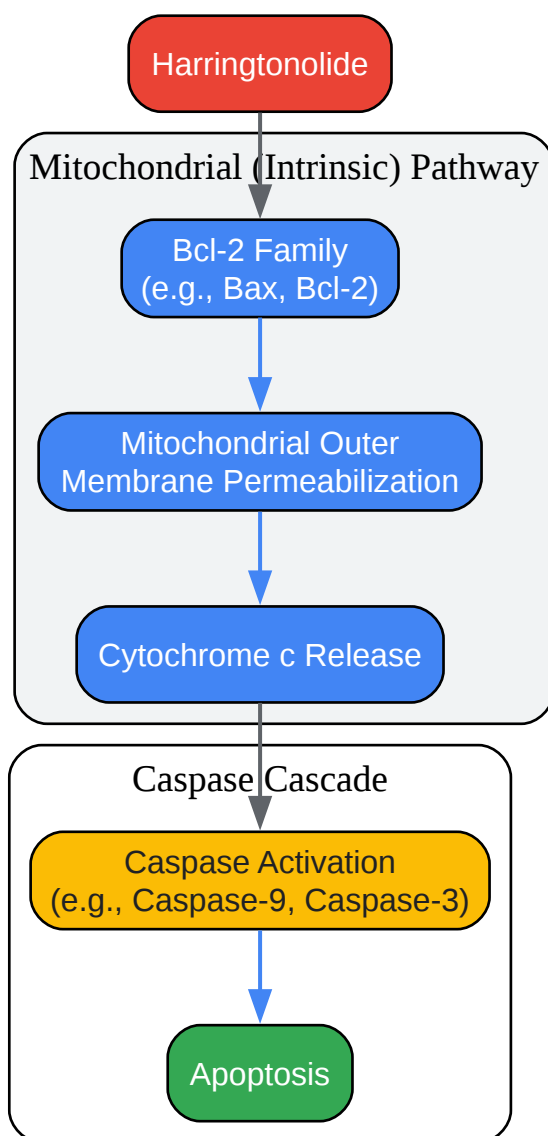 Harringtonolide
Mitochondrial (Intrinsic) Pathway
Bcl-2 Family
(e.g., Bax, Bcl-2)
Mitochondrial Outer
Membrane Permeabilization
Cytochrome c Release
Caspase Cascade
Caspase Activation
(e.g., Caspase-9, Caspase-3)
Apoptosis